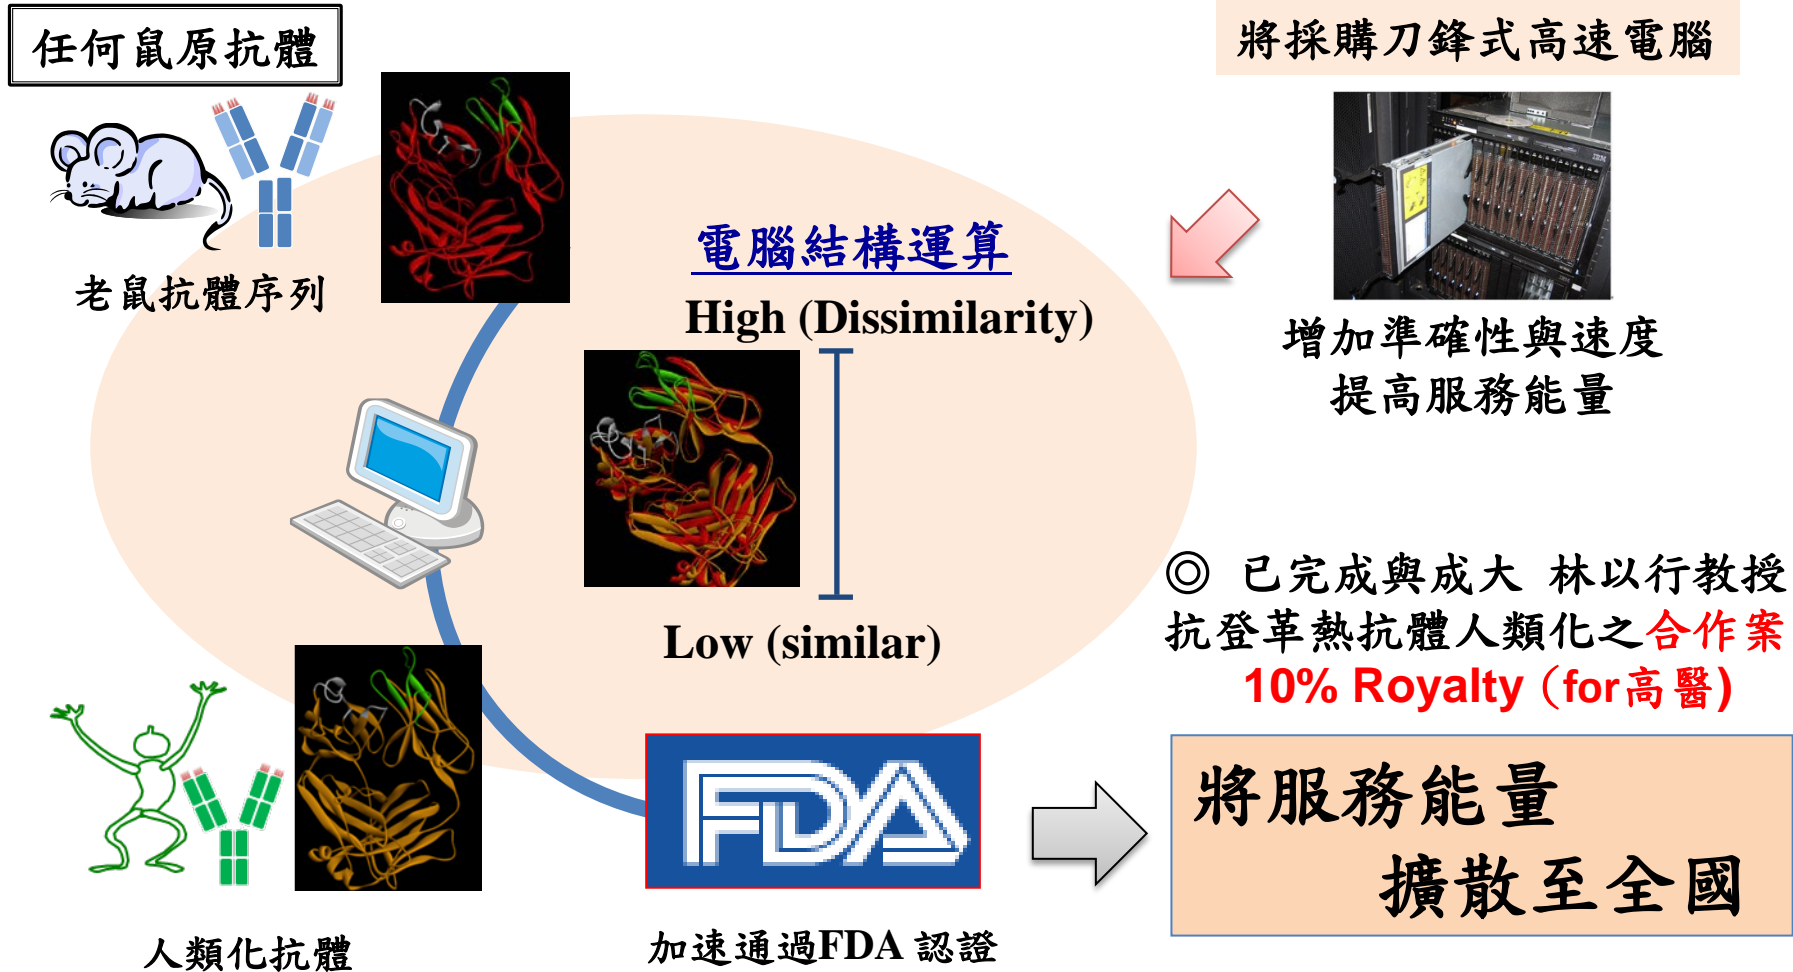 任何鼠原抗體
將採購刀鋒式高速電腦
老鼠抗體序列
電腦結構運算
High (Dissimilarity)
IBM
增加準確性與速度
提高服務能量
Low (similar)
◎ 已完成與成大 林以行教授
抗登革熱抗體人類化之合作案
10% Royalty (for高醫)
FDA
將服務能量
擴散至全國
人類化抗體
加速通過FDA 認證